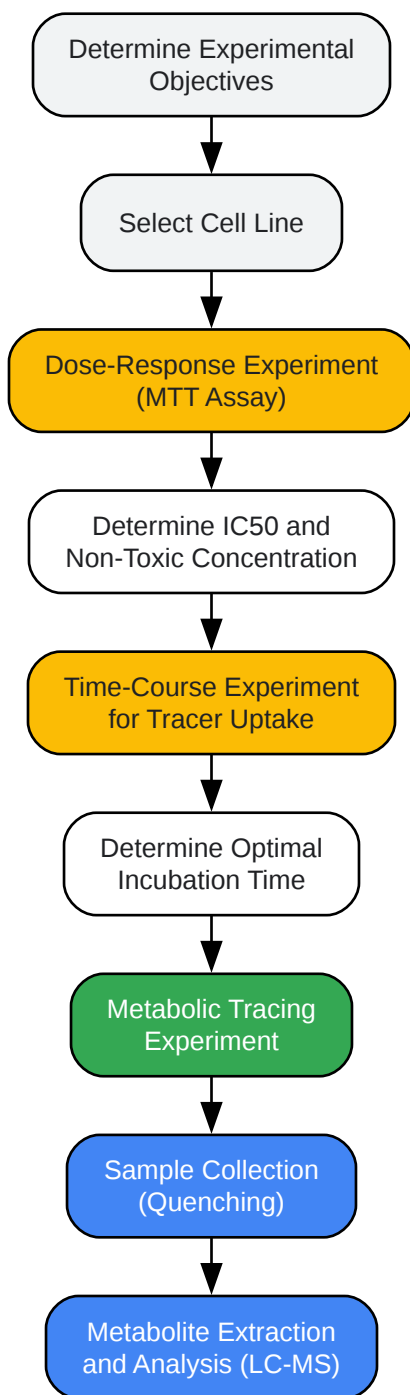 Determine Experimental
Objectives
Select Cell Line
Dose-Response Experiment
(MTT Assay)
Determine IC50 and
Non-Toxic Concentration
Time-Course Experiment
for Tracer Uptake
Determine Optimal
Incubation Time
Metabolic Tracing
Experiment
Sample Collection
(Quenching)
Metabolite Extraction
and Analysis (LC-MS)